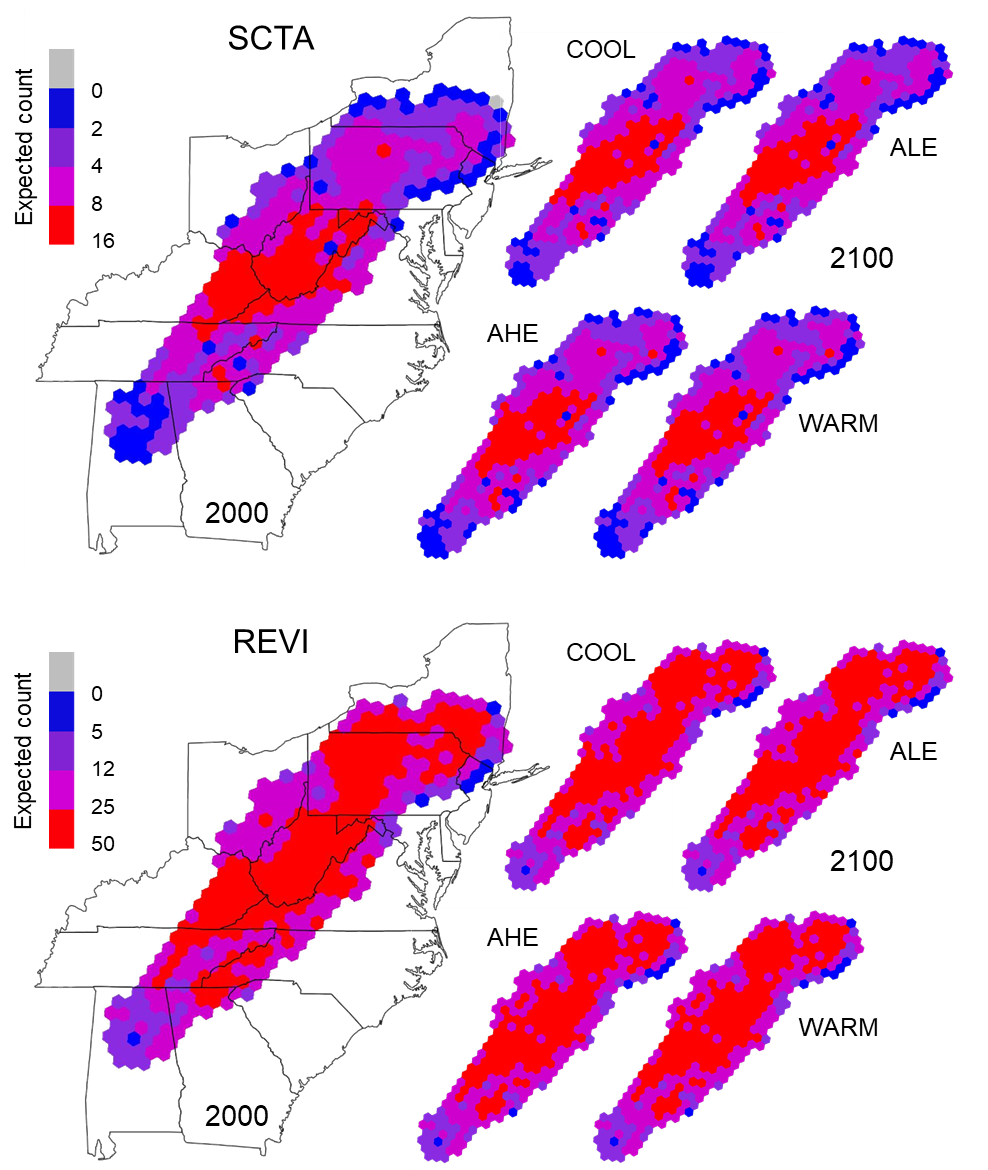 SCTA
Expected count
0
2
4
8
16
2000
COOL
ALE
2100
AHE
WARM
REVI
Expected count
0
5
12
25
50
2000
COOL
ALE
2100
AHE
WARM